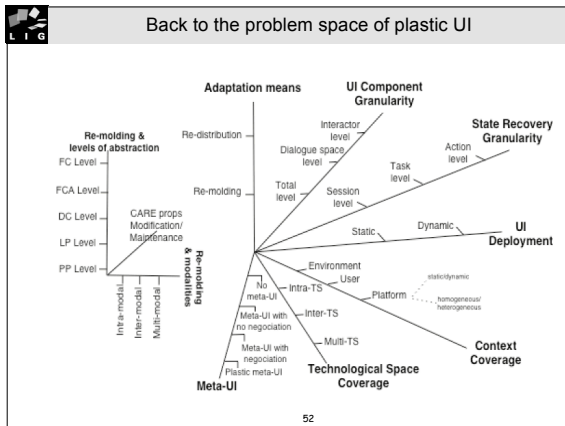 L I G
Back to the problem space of plastic UI
Adaptation means
Re-distribution
Re-molding
UI Component
Granularity
Interactor
level
Dialogue space
level
Total
level
State Recovery
Granularity
Action
level
Task
level
Session
level
Static
Dynamic
UI
Deployment
Environment
User
Platform
static/dynamic
homogeneous/
heterogeneous
Context
Coverage
Intra-TS
Inter-TS
Multi-TS
Technological Space
Coverage
No
meta-UI
Meta-UI with
no negociation
Meta-UI with
negociation
Plastic meta-UI
Meta-UI
Re-molding &
levels of abstraction
FC Level
FCA Level
DC Level
LP Level
PP Level
CARE props
Modification/
Maintenance
Intra-modal
Inter-modal
Multi-modal
Re-molding
& modalities
52